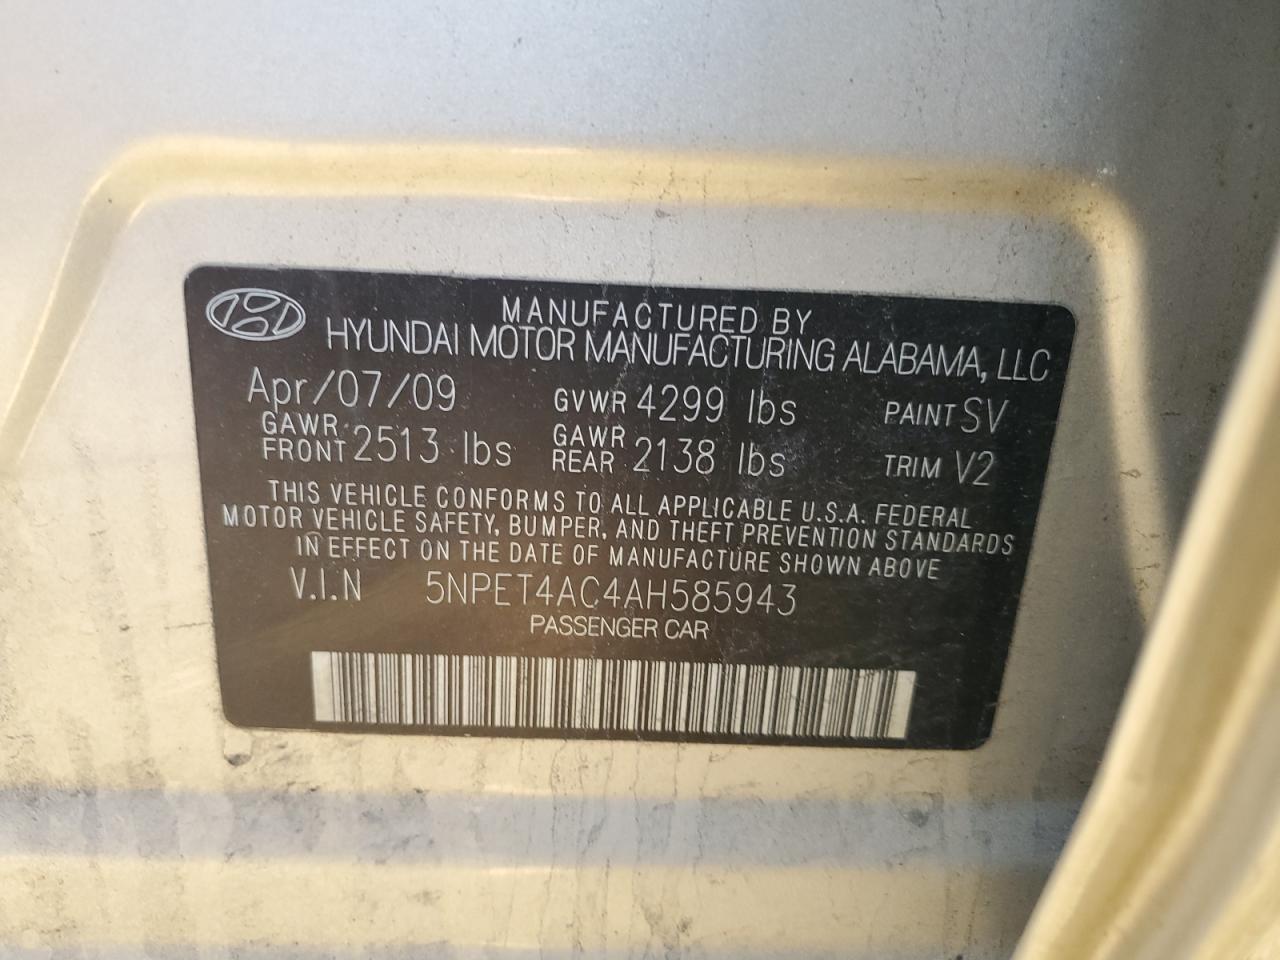 MANUFACTURED BY
HYUNDAI MOTOR MANUFACTURING ALABAMA, LLC
Apr/07/09 GVWR 4299 lbs PAINT SV
GAWR FRONT 2513 lbs GAWR REAR 2138 lbs TRIM V2
THIS VEHICLE CONFORMS TO ALL APPLICABLE U.S.A. FEDERAL
MOTOR VEHICLE SAFETY, BUMPER, AND THEFT PREVENTION STANDARDS
IN EFFECT ON THE DATE OF MANUFACTURE SHOWN ABOVE
V.I.N 5NPET4AC4AH585943
PASSENGER CAR